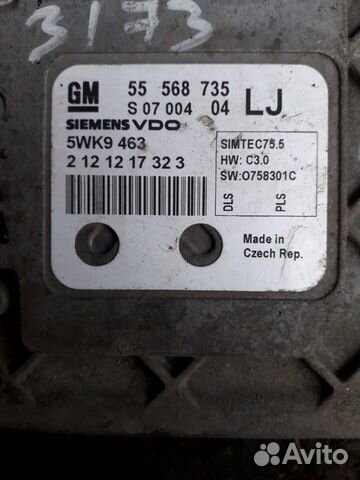 3173
GM 55 568 735 LJ
S 07 004 04
SIEMENS VDO
5WK9 463
2 12 12 17 32 3
SIMTEC75.5
HW: C3.0
SW:O758301C
DLS
PLS
Made in
Czech Rep.
Avito